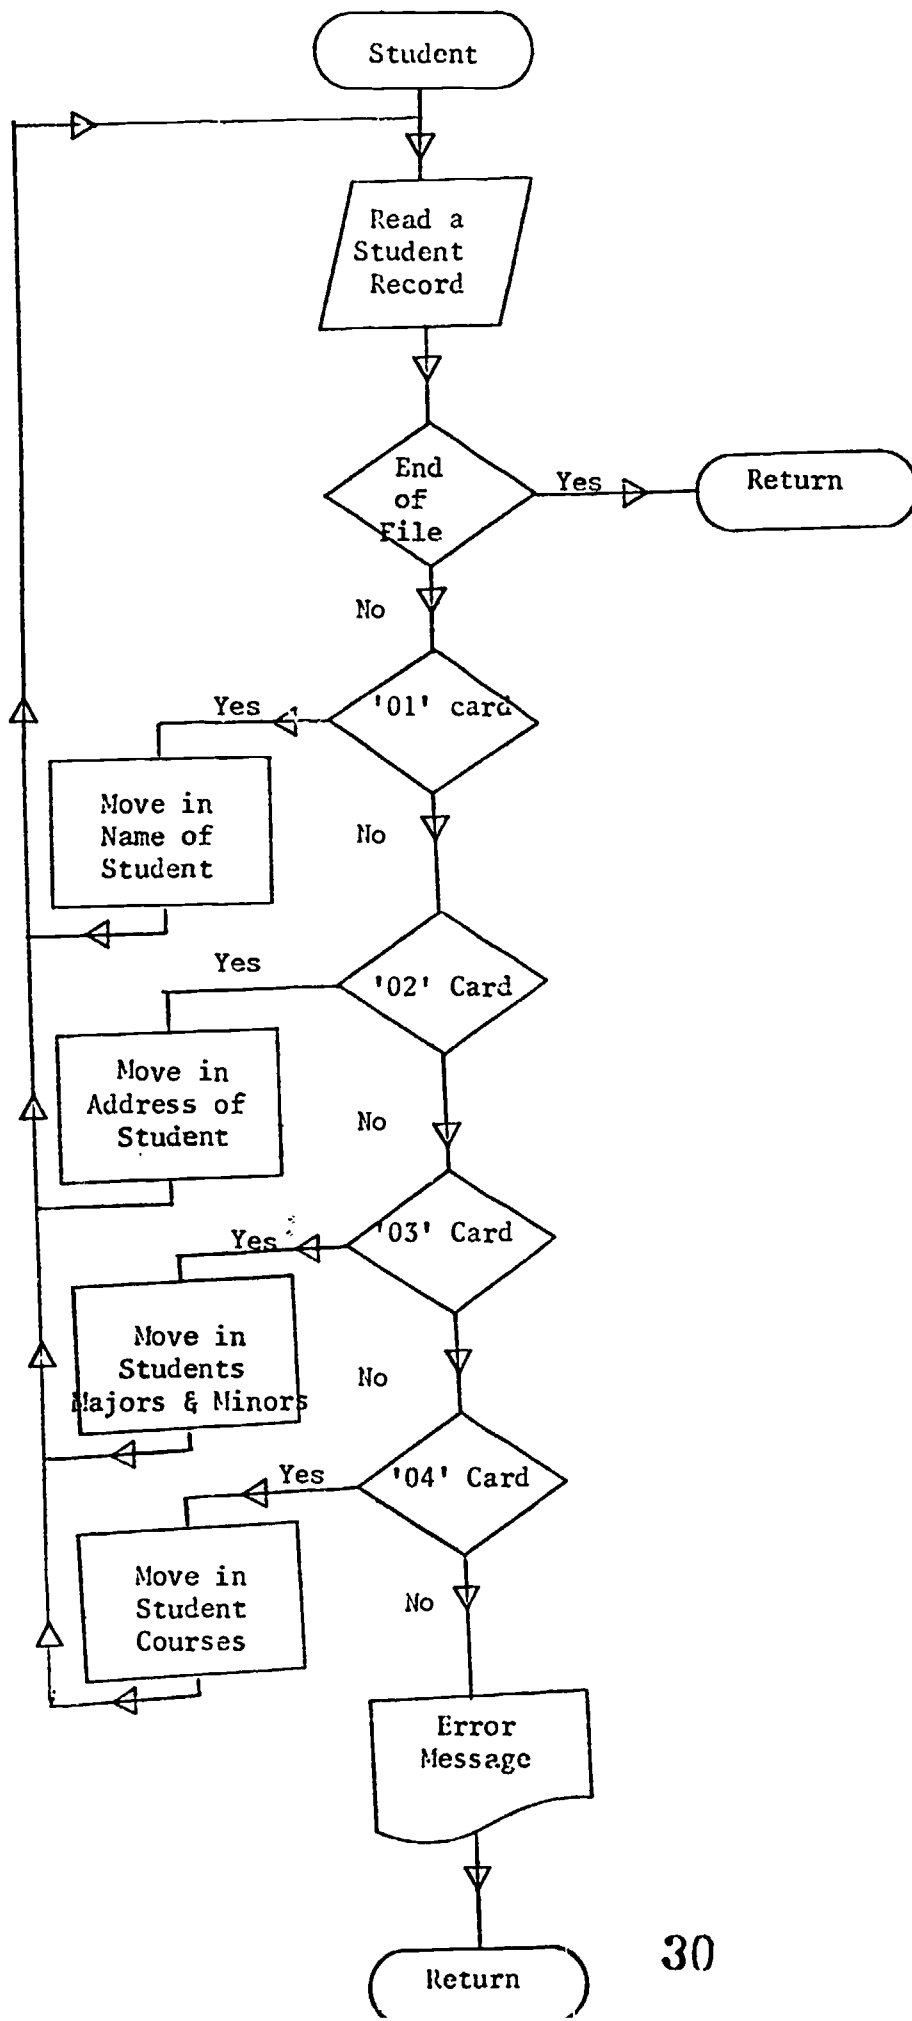 Student
Read a
Student
Record
End
of
File
Yes
Return
No
'01' card
Yes
Move in
Name of
Student
No
'02' Card
Yes
Move in
Address of
Student
No
'03' Card
Yes
Move in
Students
Majors & Minors
No
'04' Card
Yes
Move in
Student
Courses
No
Error
Message
Return
30